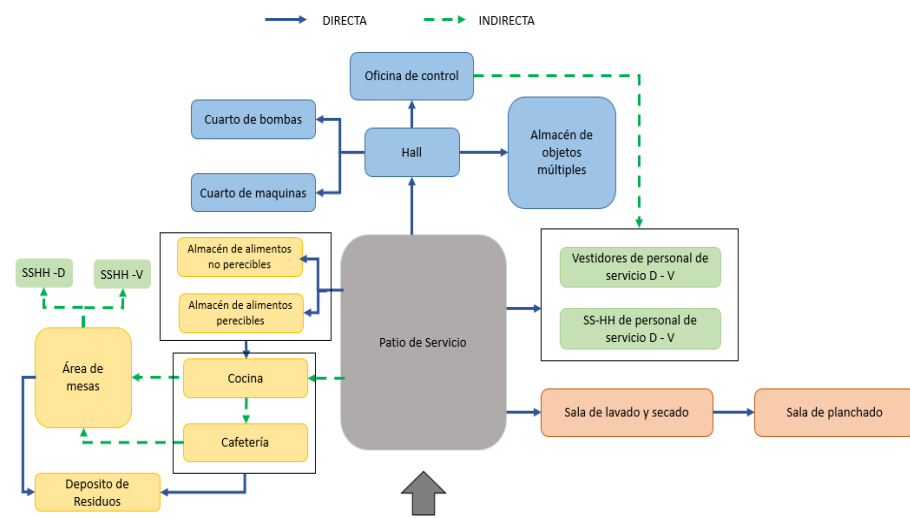 DIRECTA
INDIRECTA
Oficina de control
Cuarto de bombas
Hall
Almacén de
objetos
múltiples
Cuarto de maquinas
Almacén de alimentos
no perecibles
Almacén de alimentos
perecibles
SSHH -D
SSHH -V
Vestidores de personal de
servicio D - V
SS-HH de personal de
servicio D - V
Patio de Servicio
Área de
mesas
Cocina
Cafetería
Sala de lavado y secado
Sala de planchado
Deposito de
Residuos